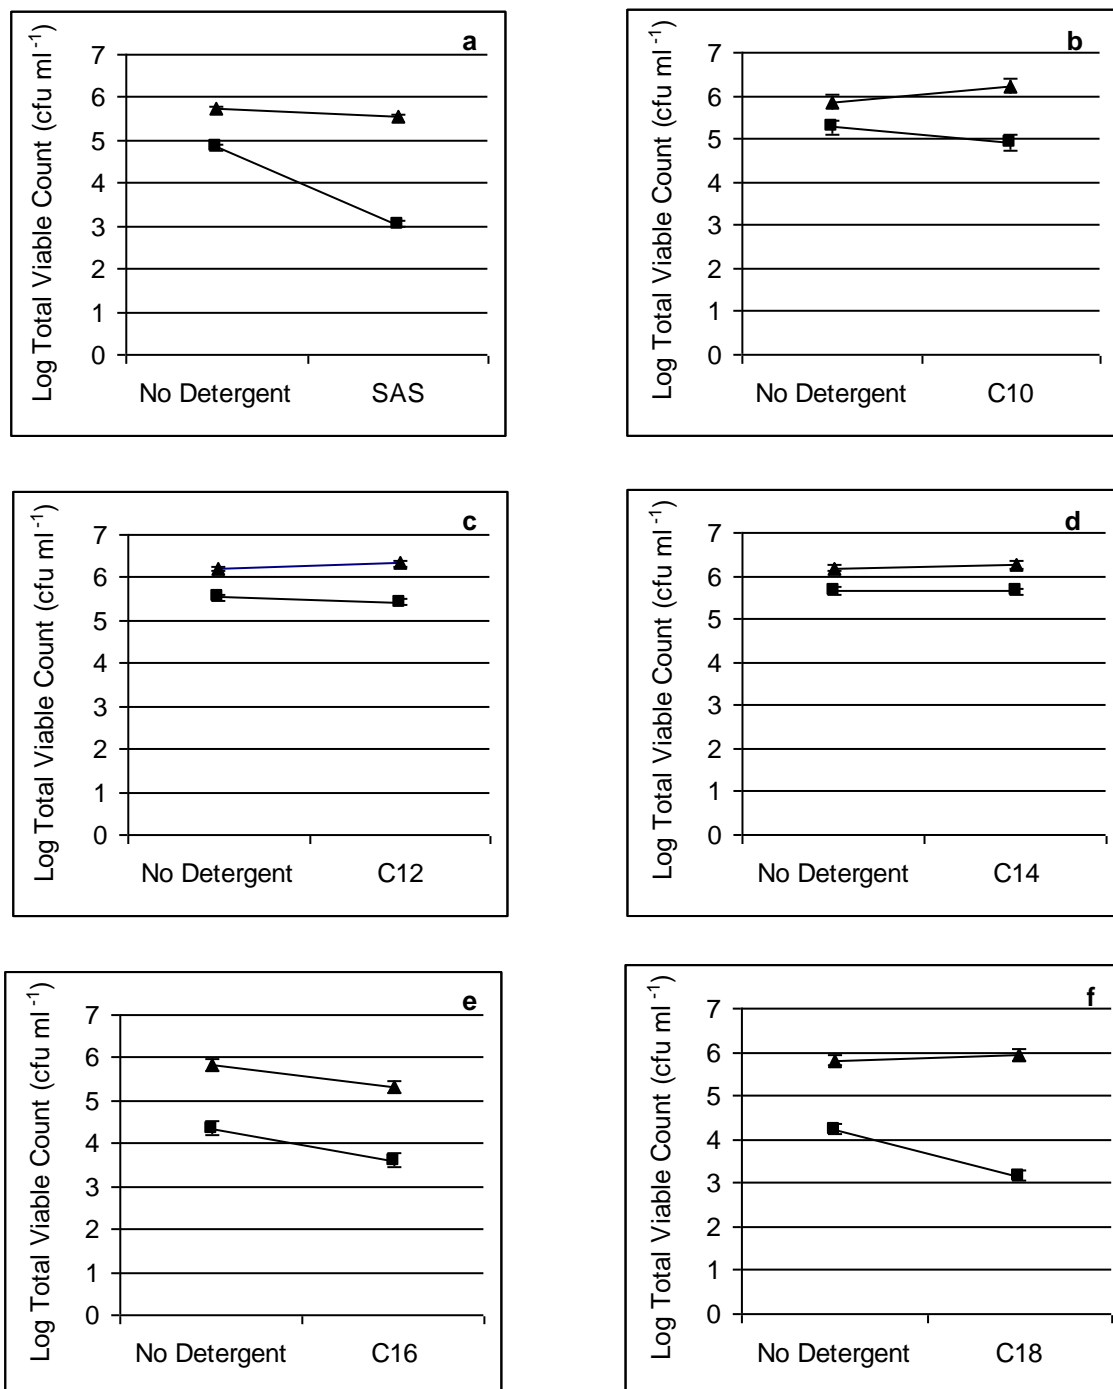 a
Log Total Viable Count (cfu ml -1)
7
6
5
4
3
2
1
0
No Detergent SAS
b
Log Total Viable Count (cfu ml -1)
7
6
5
4
3
2
1
0
No Detergent C10
c
Log Total Viable Count (cfu ml -1)
7
6
5
4
3
2
1
0
No Detergent C12
d
Log Total Viable Count (cfu ml -1)
7
6
5
4
3
2
1
0
No Detergent C14
e
Log Total Viable Count (cfu ml -1)
7
6
5
4
3
2
1
0
No Detergent C16
f
Log Total Viable Count (cfu ml -1)
7
6
5
4
3
2
1
0
No Detergent C18